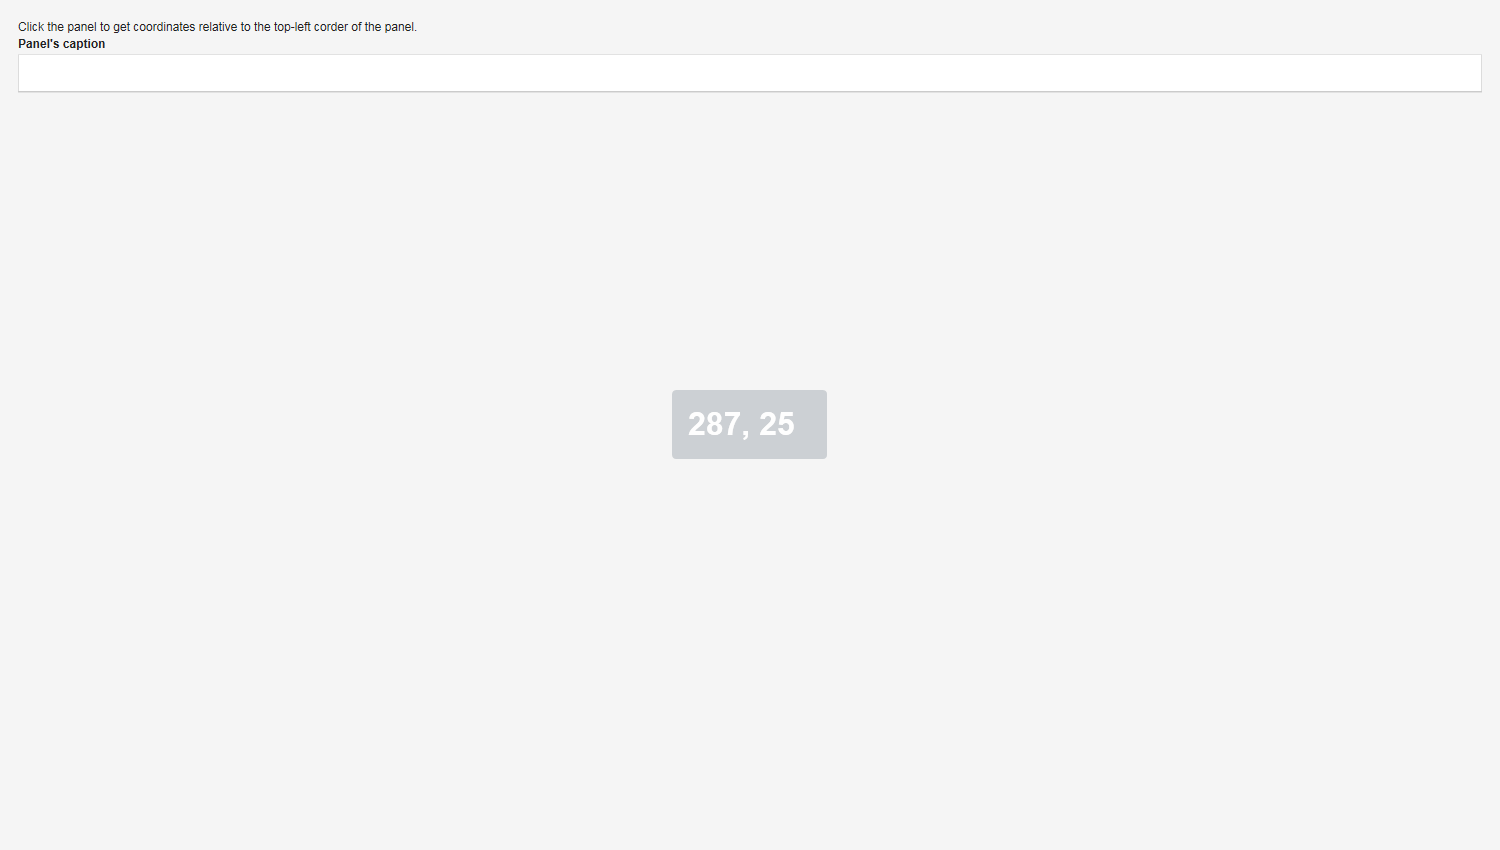 Click the panel to get coordinates relative to the top-left corder of the panel.
Panel's caption
287, 25